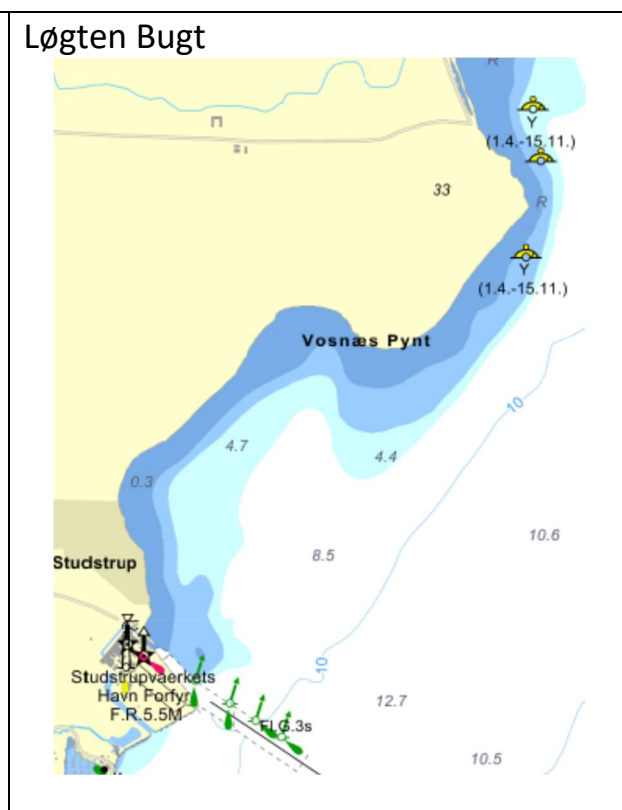 Løgten Bugt
R
Y
(1.4.-15.11.)
33
R
Y
(1.4.-15.11.)
Vosnæs Pynt
10
4.7
4.4
0.3
10.6
8.5
Studstrup
10
Studstrupvaerkets
Havn Forfyr
F.R.5.5M
Fl.G.3s
12.7
10.5